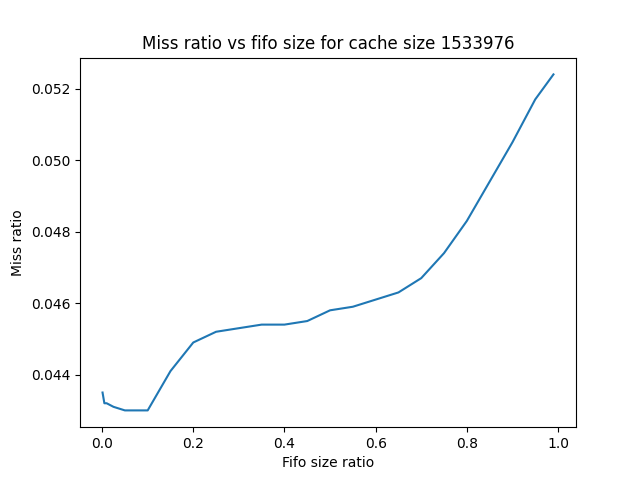 Miss ratio vs fifo size for cache size 1533976
0.052
0.050
0.048
0.046
0.044
Miss ratio
0.0 0.2 0.4 0.6 0.8 1.0
Fifo size ratio